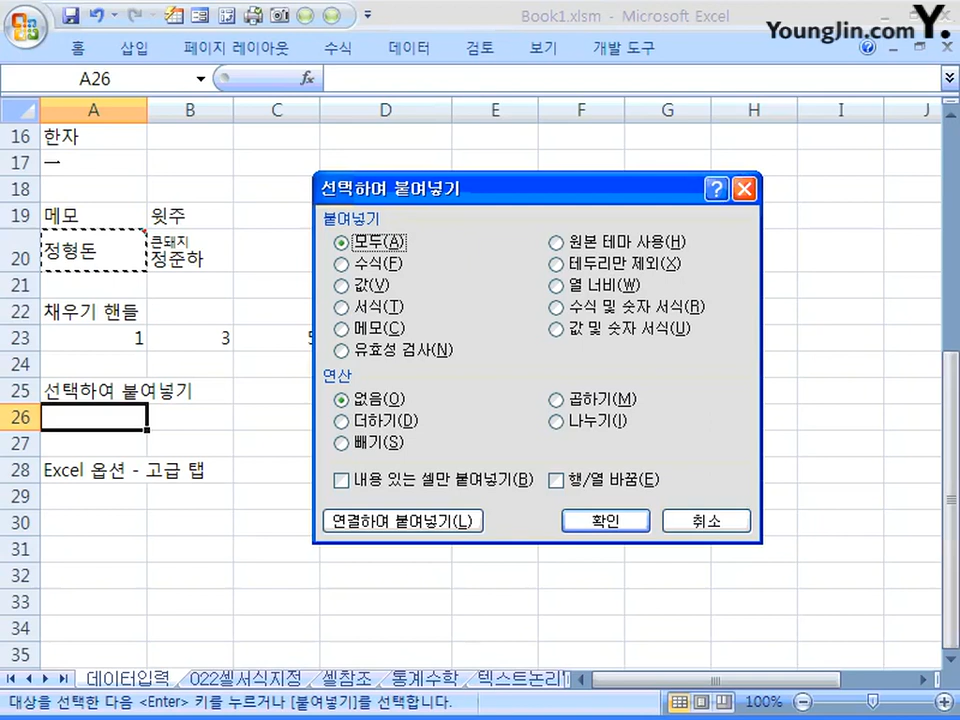 Book1.xlsm - Microsoft Excel
YoungJin.com Y.
홈 삽입 페이지 레이아웃 수식 데이터 검토 보기 개발 도구
A26 fx
A B C D E F G H I J
16 한자
17 ㅡ
18
19 메모 윗주
큰돼지
20 정형돈 정준하
21
22 채우기 핸들
23 1 3
24
25 선택하여 붙여넣기
26
27
28 Excel 옵션 - 고급 탭
29
30
31
32
33
34
35
선택하여 붙여넣기
붙여넣기
모두(A) 원본 테마 사용(H)
수식(F) 테두리만 제외(X)
값(V) 열 너비(W)
서식(T) 수식 및 숫자 서식(R)
메모(C) 값 및 숫자 서식(U)
유효성 검사(N)
연산
없음(O) 곱하기(M)
더하기(D) 나누기(I)
빼기(S)
내용 있는 셀만 붙여넣기(B) 행/열 바꿈(E)
연결하여 붙여넣기(L) 확인 취소
데이터입력 022셀서식지정 셀참조 통계수학 텍스트논리
대상을 선택한 다음 <Enter> 키를 누르거나 [붙여넣기]를 선택합니다.
100%